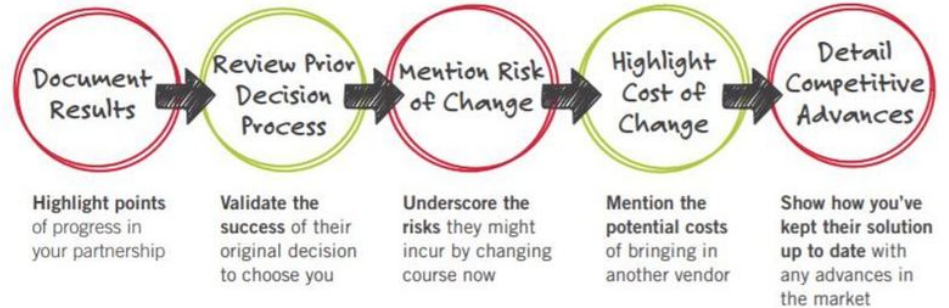 Document
Results
Review Prior
Decision
Process
Mention Risk
of Change
Highlight
Cost of
Change
Detail
Competitive
Advances
Highlight points
of progress in
your partnership
Validate the
success of their
original decision
to choose you
Underscore the
risks they might
incur by changing
course now
Mention the
potential costs
of bringing in
another vendor
Show how you've
kept their solution
up to date with
any advances in
the market